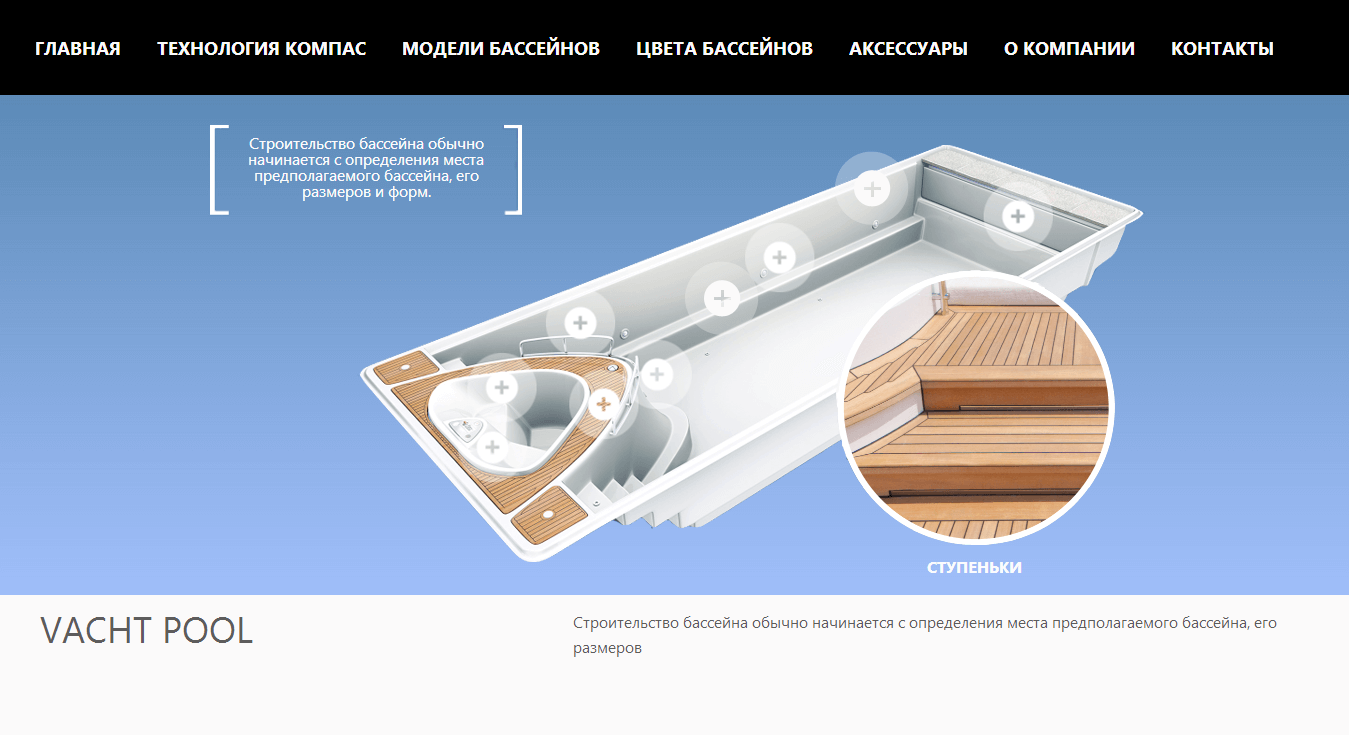 ГЛАВНАЯ ТЕХНОЛОГИЯ КОМПАС МОДЕЛИ БАССЕЙНОВ ЦВЕТА БАССЕЙНОВ АКСЕССУАРЫ О КОМПАНИИ КОНТАКТЫ
Строительство бассейна обычно
начинается с определения места
предполагаемого бассейна, его
размеров и форм.
СТУПЕНЬКИ
VACHT POOL
Строительство бассейна обычно начинается с определения места предполагаемого бассейна, его
размеров